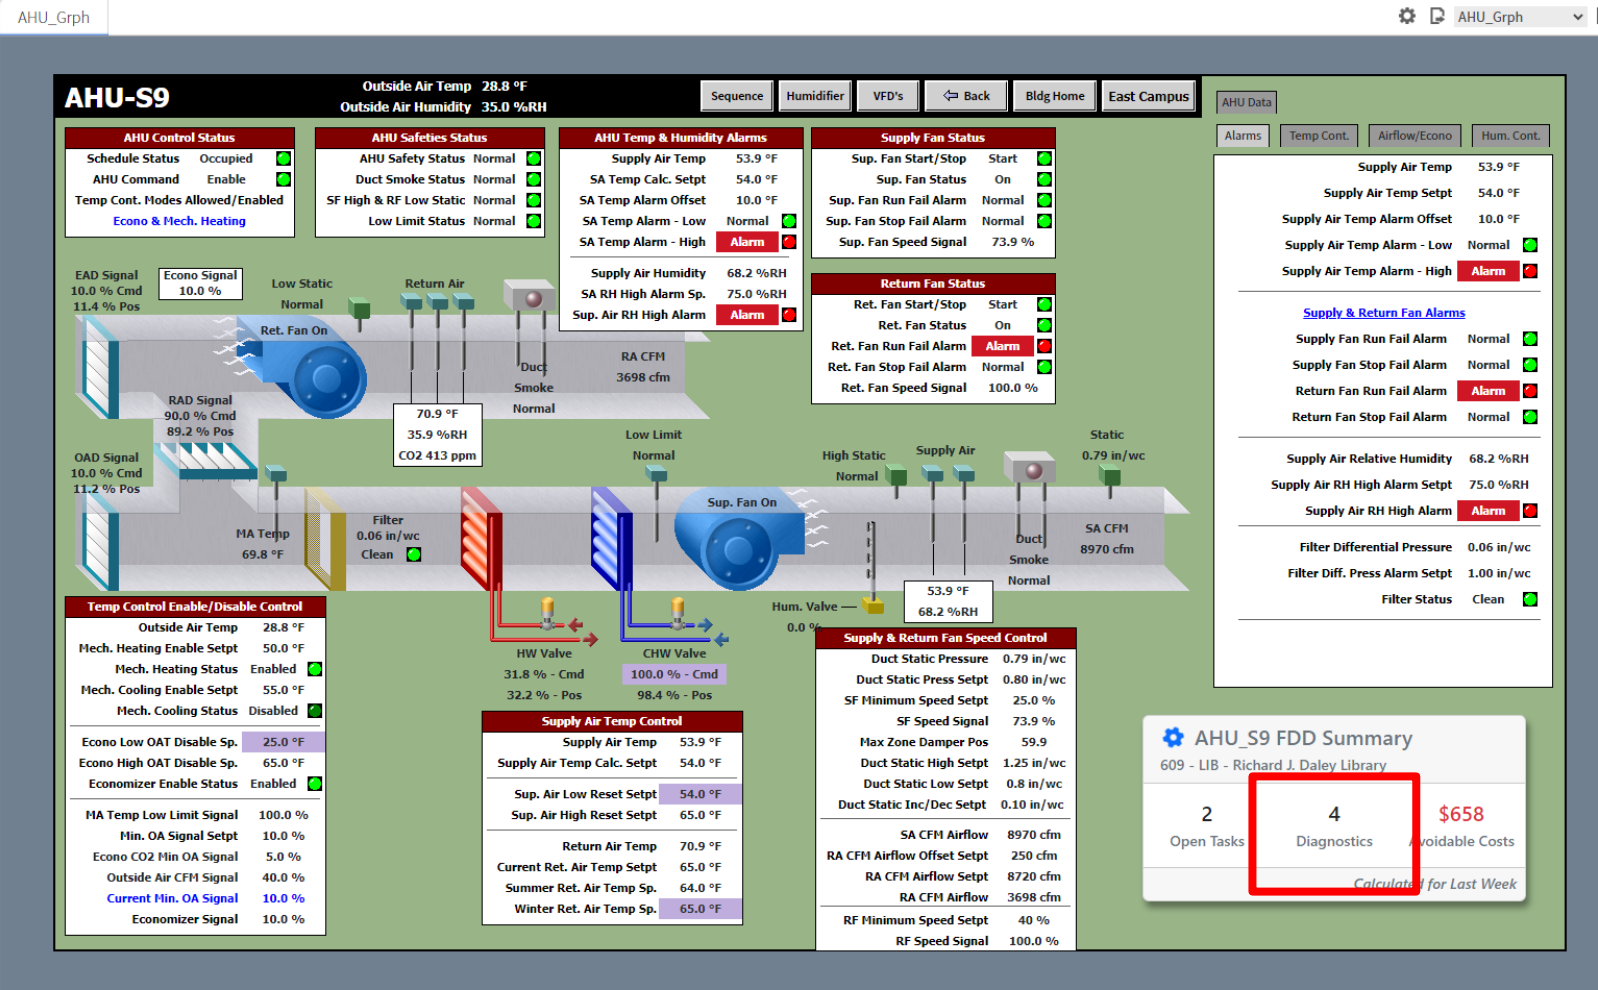 AHU_Grph
AHU_Grph
AHU-S9
Outside Air Temp 28.8 °F
Outside Air Humidity 35.0 %RH
Sequence
Humidifier
VFD's
Back
Bldg Home
East Campus
AHU Control Status
Schedule Status Occupied
AHU Command Enable
Temp Cont. Modes Allowed/Enabled
Econo & Mech. Heating
AHU Safeties Status
AHU Safety Status Normal
Duct Smoke Status Normal
SF High & RF Low Static Normal
Low Limit Status Normal
AHU Temp & Humidity Alarms
Supply Air Temp 53.9 °F
SA Temp Calc. Setpt 54.0 °F
SA Temp Alarm Offset 10.0 °F
SA Temp Alarm - Low Normal
SA Temp Alarm - High Alarm
Supply Air Humidity 68.2 %RH
SA RH High Alarm Sp. 75.0 %RH
Sup. Air RH High Alarm Alarm
Supply Fan Status
Sup. Fan Start/Stop Start
Sup. Fan Status On
Sup. Fan Run Fail Alarm Normal
Sup. Fan Stop Fail Alarm Normal
Sup. Fan Speed Signal 73.9 %
Return Fan Status
Ret. Fan Start/Stop Start
Ret. Fan Status On
Ret. Fan Run Fail Alarm Alarm
Ret. Fan Stop Fail Alarm Normal
Ret. Fan Speed Signal 100.0 %
AHU Data
Alarms
Temp Cont.
Airflow/Econo
Hum. Cont.
Supply Air Temp 53.9 °F
Supply Air Temp Setpt 54.0 °F
Supply Air Temp Alarm Offset 10.0 °F
Supply Air Temp Alarm - Low Normal
Supply Air Temp Alarm - High Alarm
Supply & Return Fan Alarms
Supply Fan Run Fail Alarm Normal
Supply Fan Stop Fail Alarm Normal
Return Fan Run Fail Alarm Alarm
Return Fan Stop Fail Alarm Normal
Supply Air Relative Humidity 68.2 %RH
Supply Air RH High Alarm Setpt 75.0 %RH
Supply Air RH High Alarm Alarm
Filter Differential Pressure 0.06 in/wc
Filter Diff. Press Alarm Setpt 1.00 in/wc
Filter Status Clean
EAD Signal
10.0 % Cmd
11.4 % Pos
Econo Signal
10.0 %
Low Static
Normal
Return Air
Ret. Fan On
Duct
Smoke
Normal
RA CFM
3698 cfm
70.9 °F
35.9 %RH
CO2 413 ppm
RAD Signal
90.0 % Cmd
89.2 % Pos
OAD Signal
10.0 % Cmd
11.2 % Pos
MA Temp
69.8 °F
Filter
0.06 in/wc
Clean
Low Limit
Normal
Sup. Fan On
High Static
Normal
Supply Air
Static
0.79 in/wc
Duct
Smoke
Normal
SA CFM
8970 cfm
53.9 °F
68.2 %RH
Hum. Valve
0.0 %
HW Valve
31.8 % - Cmd
32.2 % - Pos
CHW Valve
100.0 % - Cmd
98.4 % - Pos
Temp Control Enable/Disable Control
Outside Air Temp 28.8 °F
Mech. Heating Enable Setpt 50.0 °F
Mech. Heating Status Enabled
Mech. Cooling Enable Setpt 55.0 °F
Mech. Cooling Status Disabled
Econo Low OAT Disable Sp. 25.0 °F
Econo High OAT Disable Sp. 65.0 °F
Economizer Enable Status Enabled
MA Temp Low Limit Signal 100.0 %
Min. OA Signal Setpt 10.0 %
Econo CO2 Min OA Signal 5.0 %
Outside Air CFM Signal 40.0 %
Current Min. OA Signal 10.0 %
Economizer Signal 10.0 %
Supply Air Temp Control
Supply Air Temp 53.9 °F
Supply Air Temp Calc. Setpt 54.0 °F
Sup. Air Low Reset Setpt 54.0 °F
Sup. Air High Reset Setpt 65.0 °F
Return Air Temp 70.9 °F
Current Ret. Air Temp Setpt 65.0 °F
Summer Ret. Air Temp Sp. 64.0 °F
Winter Ret. Air Temp Sp. 65.0 °F
Supply & Return Fan Speed Control
Duct Static Pressure 0.79 in/wc
Duct Static Press Setpt 0.80 in/wc
SF Minimum Speed Setpt 25.0 %
SF Speed Signal 73.9 %
Max Zone Damper Pos 59.9
Duct Static High Setpt 1.25 in/wc
Duct Static Low Setpt 0.8 in/wc
Duct Static Inc/Dec Setpt 0.10 in/wc
SA CFM Airflow 8970 cfm
RA CFM Airflow Offset Setpt 250 cfm
RA CFM Airflow Setpt 8720 cfm
RA CFM Airflow 3698 cfm
RF Minimum Speed Setpt 40 %
RF Speed Signal 100.0 %
AHU_S9 FDD Summary
609 - LIB - Richard J. Daley Library
2
Open Tasks
4
Diagnostics
$658
voidable Costs
Calculated for Last Week